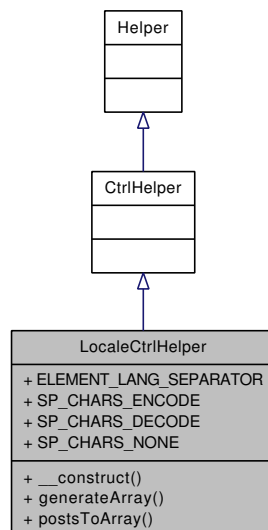 Helper
CtrlHelper
LocaleCtrlHelper
+ ELEMENT_LANG_SEPARATOR
+ SP_CHARS_ENCODE
+ SP_CHARS_DECODE
+ SP_CHARS_NONE
+ __construct()
+ generateArray()
+ postsToArray()